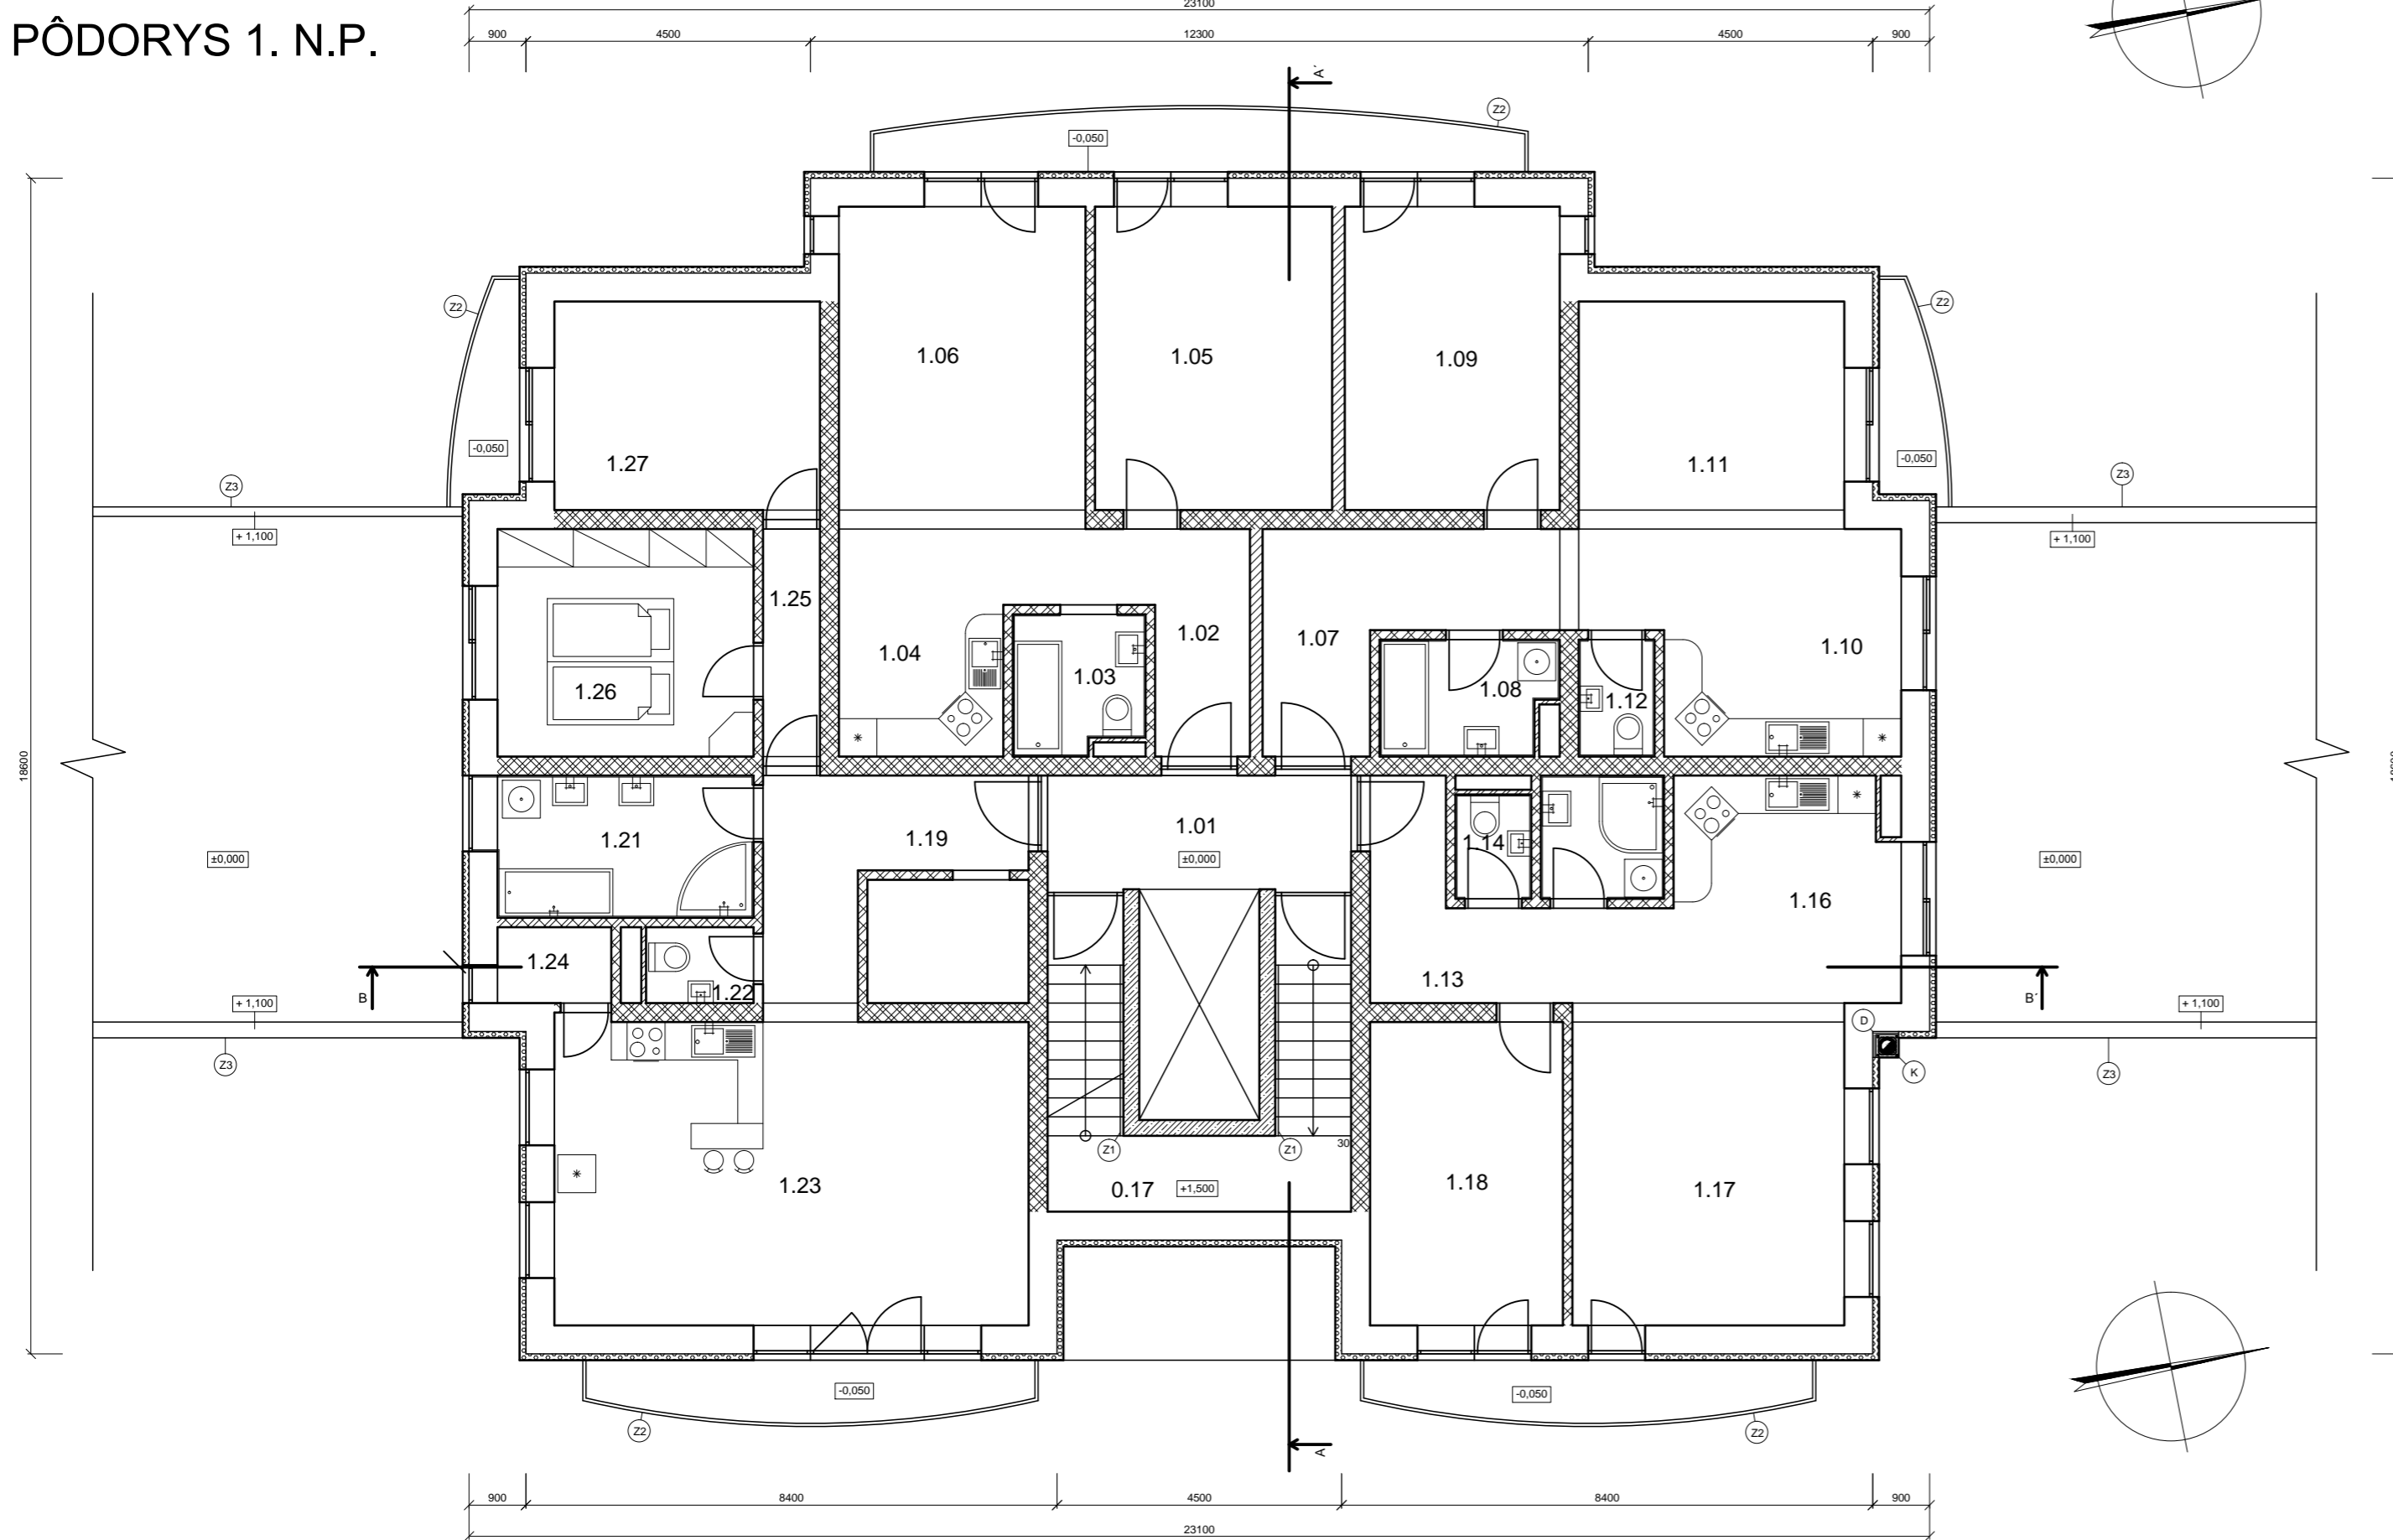 23100
PÔDORYS 1. N.P.
900 4500 12300 4500 900
A´
Z2
-0,050
Z2 Z2
1.06 1.05 1.09
1.27 1.11
-0,050 -0,050
Z3 Z3
+ 1,100 + 1,100
1.25
1.04 1.02 1.07 1.10
1.03
1.26 1.08 1.12
18600
1.21 1.19 1.01 1.14
±0,000 ±0,000 ±0,000
1.16
1.24 1.13
B 1.22 B´
+ 1,100 + 1,100
D
Z3 K Z3
30
Z1 Z1
1.23 0.17 +1,500 1.18 1.17
-0,050 -0,050
Z2 Z2
A
900 8400 4500 8400 900
23100